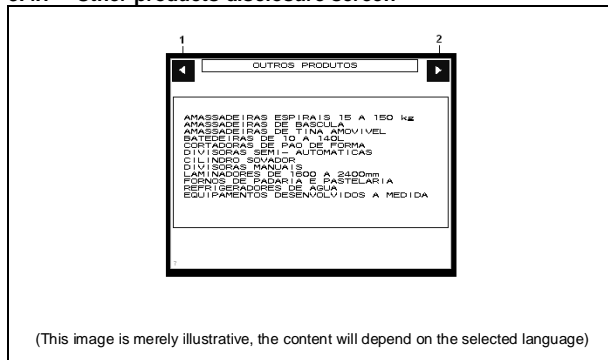 Other products disclosure screen
1
2
OUTROS PRODUTOS
AMASSADEIRAS ESPIRAIS 15 A 150 kg
AMASSADEIRAS DE BASCULA
AMASSADEIRAS DE TINA AMOVIVEL
BATEDEIRAS DE 10 A 140L
CORTADORAS DE PAO DE FORMA
DIVISORAS SEMI- AUTOMATICAS
CILINDRO SOVADOR
DIVISORAS MANUAIS
LAMINADORES DE 1600 A 2400mm
FORNOS DE PADARIA E PASTELARIA
REFRIGERADORES DE AGUA
EQUIPAMENTOS DESENVOLVIDOS A MEDIDA
7
(This image is merely illustrative, the content will depend on the selected language)